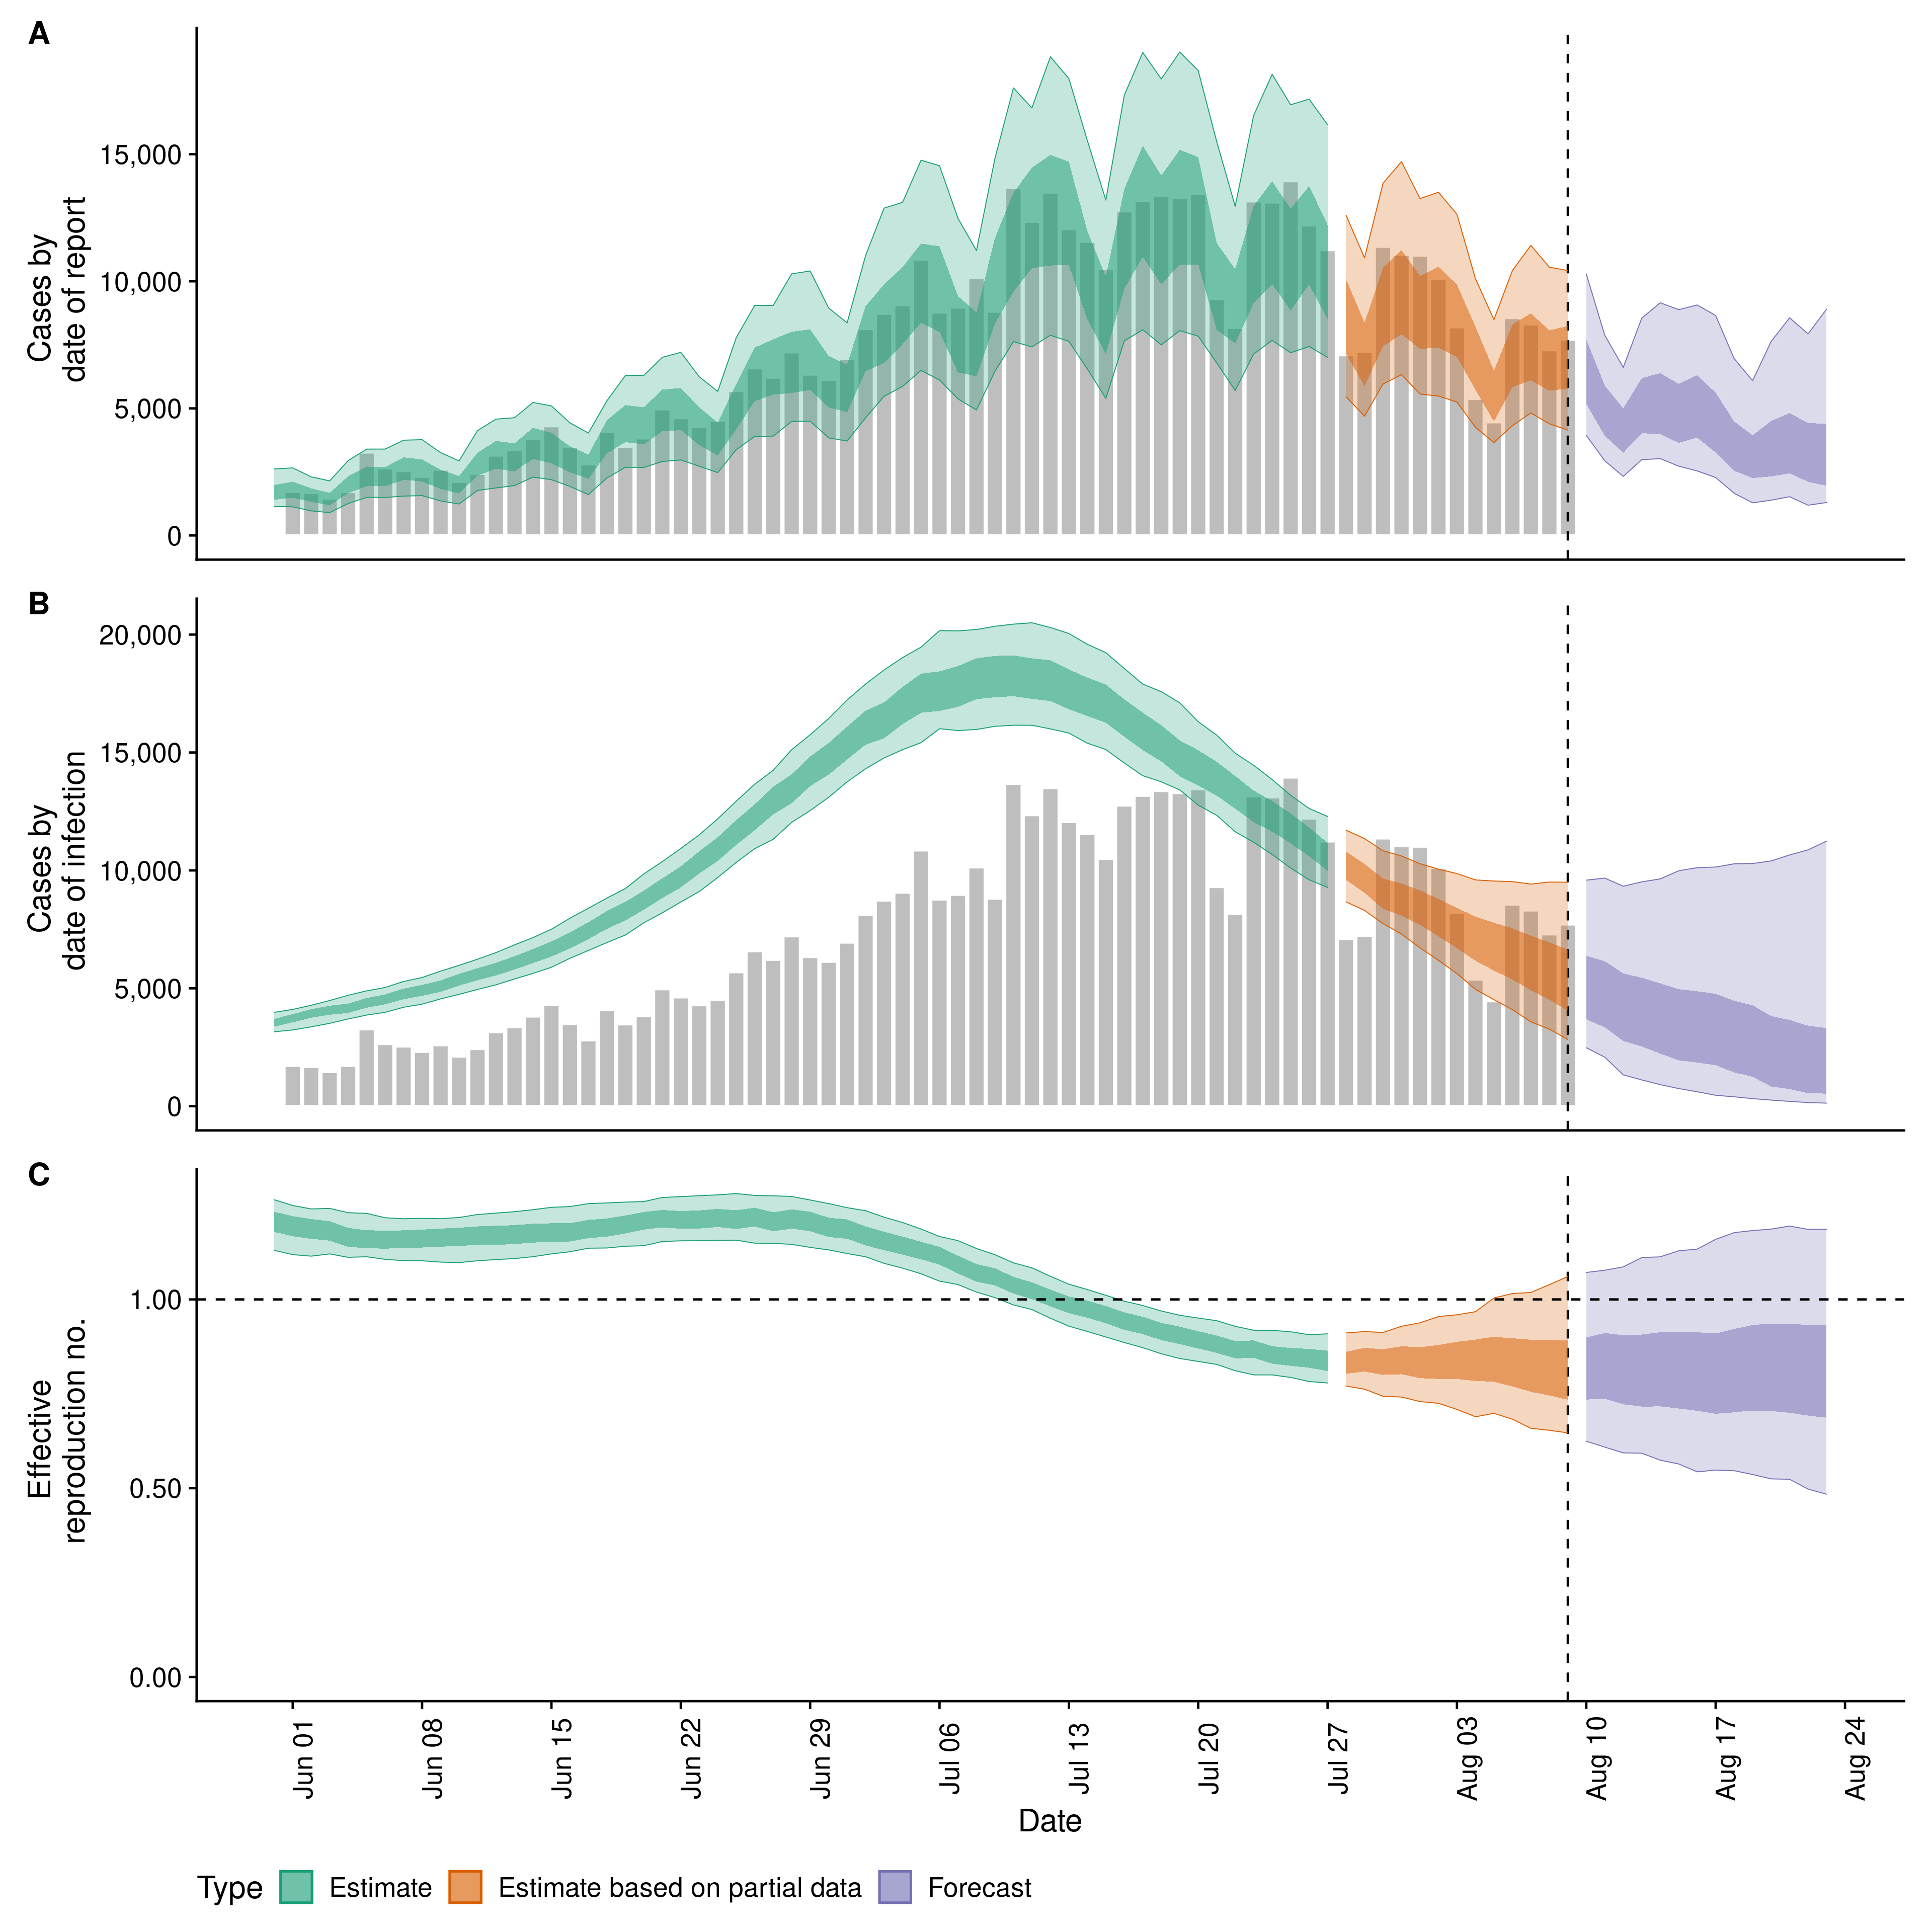 A
Cases by
date of report
15,000
10,000
5,000
0
B
Cases by
date of infection
20,000
15,000
10,000
5,000
0
C
Effective
reproduction no.
1.00
0.50
0.00
Jun 01
Jun 08
Jun 15
Jun 22
Jun 29
Jul 06
Jul 13
Jul 20
Jul 27
Aug 03
Aug 10
Aug 17
Aug 24
Date
Type Estimate Estimate based on partial data Forecast